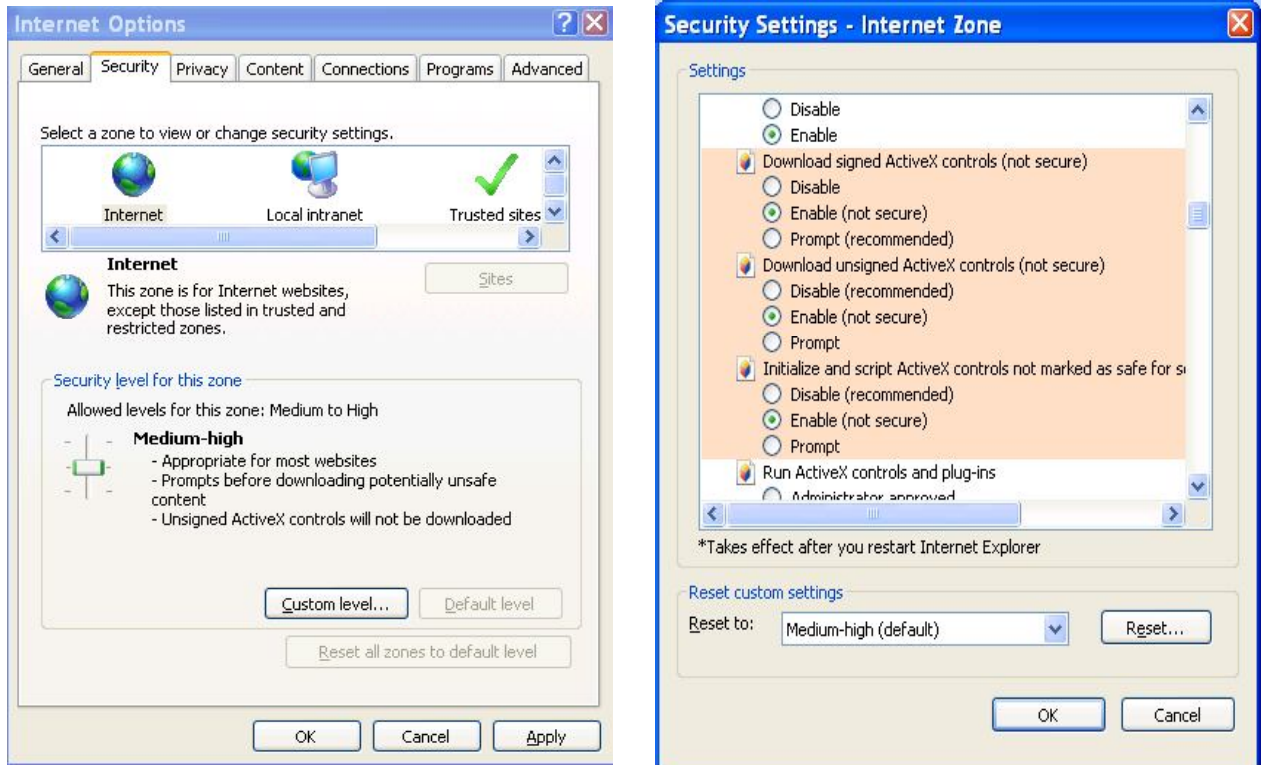 Internet Options
General Security Privacy Content Connections Programs Advanced
Select a zone to view or change security settings.
Internet Local intranet Trusted sites
Internet
Sites
This zone is for Internet websites,
except those listed in trusted and
restricted zones.
Security level for this zone
Allowed levels for this zone: Medium to High
Medium-high
- Appropriate for most websites
- Prompts before downloading potentially unsafe
content
- Unsigned ActiveX controls will not be downloaded
Custom level... Default level
Reset all zones to default level
OK Cancel Apply
Security Settings - Internet Zone
Settings
Disable
Enable
Download signed ActiveX controls (not secure)
Disable
Enable (not secure)
Prompt (recommended)
Download unsigned ActiveX controls (not secure)
Disable (recommended)
Enable (not secure)
Prompt
Initialize and script ActiveX controls not marked as safe for
Disable (recommended)
Enable (not secure)
Prompt
Run ActiveX controls and plug-ins
Administrator approved
*Takes effect after you restart Internet Explorer
Reset custom settings
Reset to: Medium-high (default) Reset...
OK Cancel